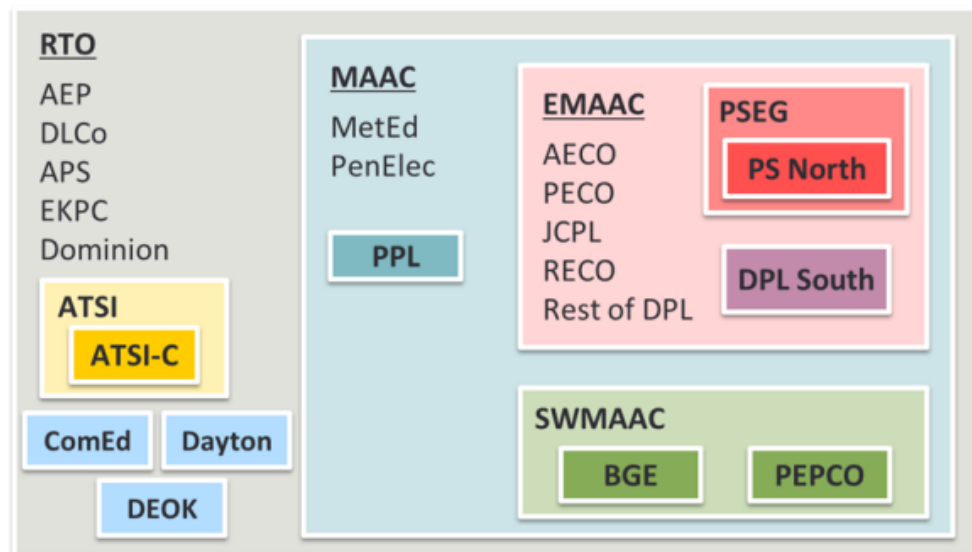 RTO
AEP
DLCo
APS
EKPC
Dominion
ATSI
ATSI-C
ComEd
Dayton
DEOK
MAAC
MetEd
PenElec
PPL
EMAAC
AECO
PECO
JCPL
RECO
Rest of DPL
PSEG
PS North
DPL South
SWMAAC
BGE
PEPCO